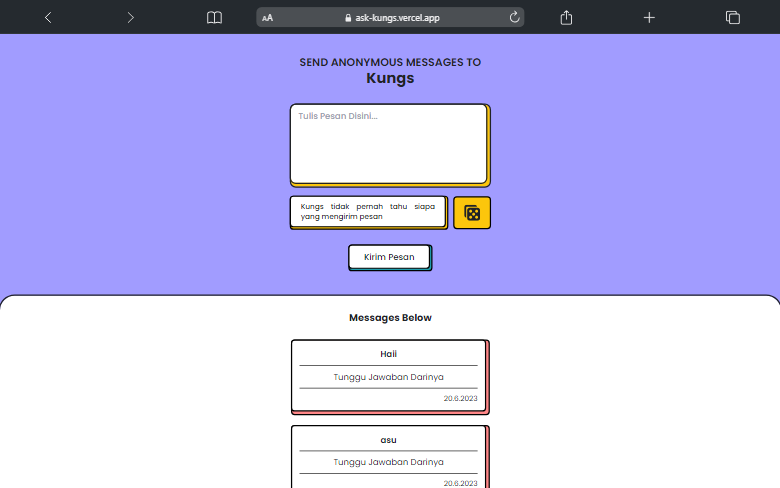 AA ask-kungs.vercel.app
SEND ANONYMOUS MESSAGES TO
Kungs
Tulis Pesan Disini...
Kungs tidak pernah tahu siapa
yang mengirim pesan
Kirim Pesan
Messages Below
Haii
Tunggu Jawaban Darinya
20.6.2023
asu
Tunggu Jawaban Darinya
20.6.2023